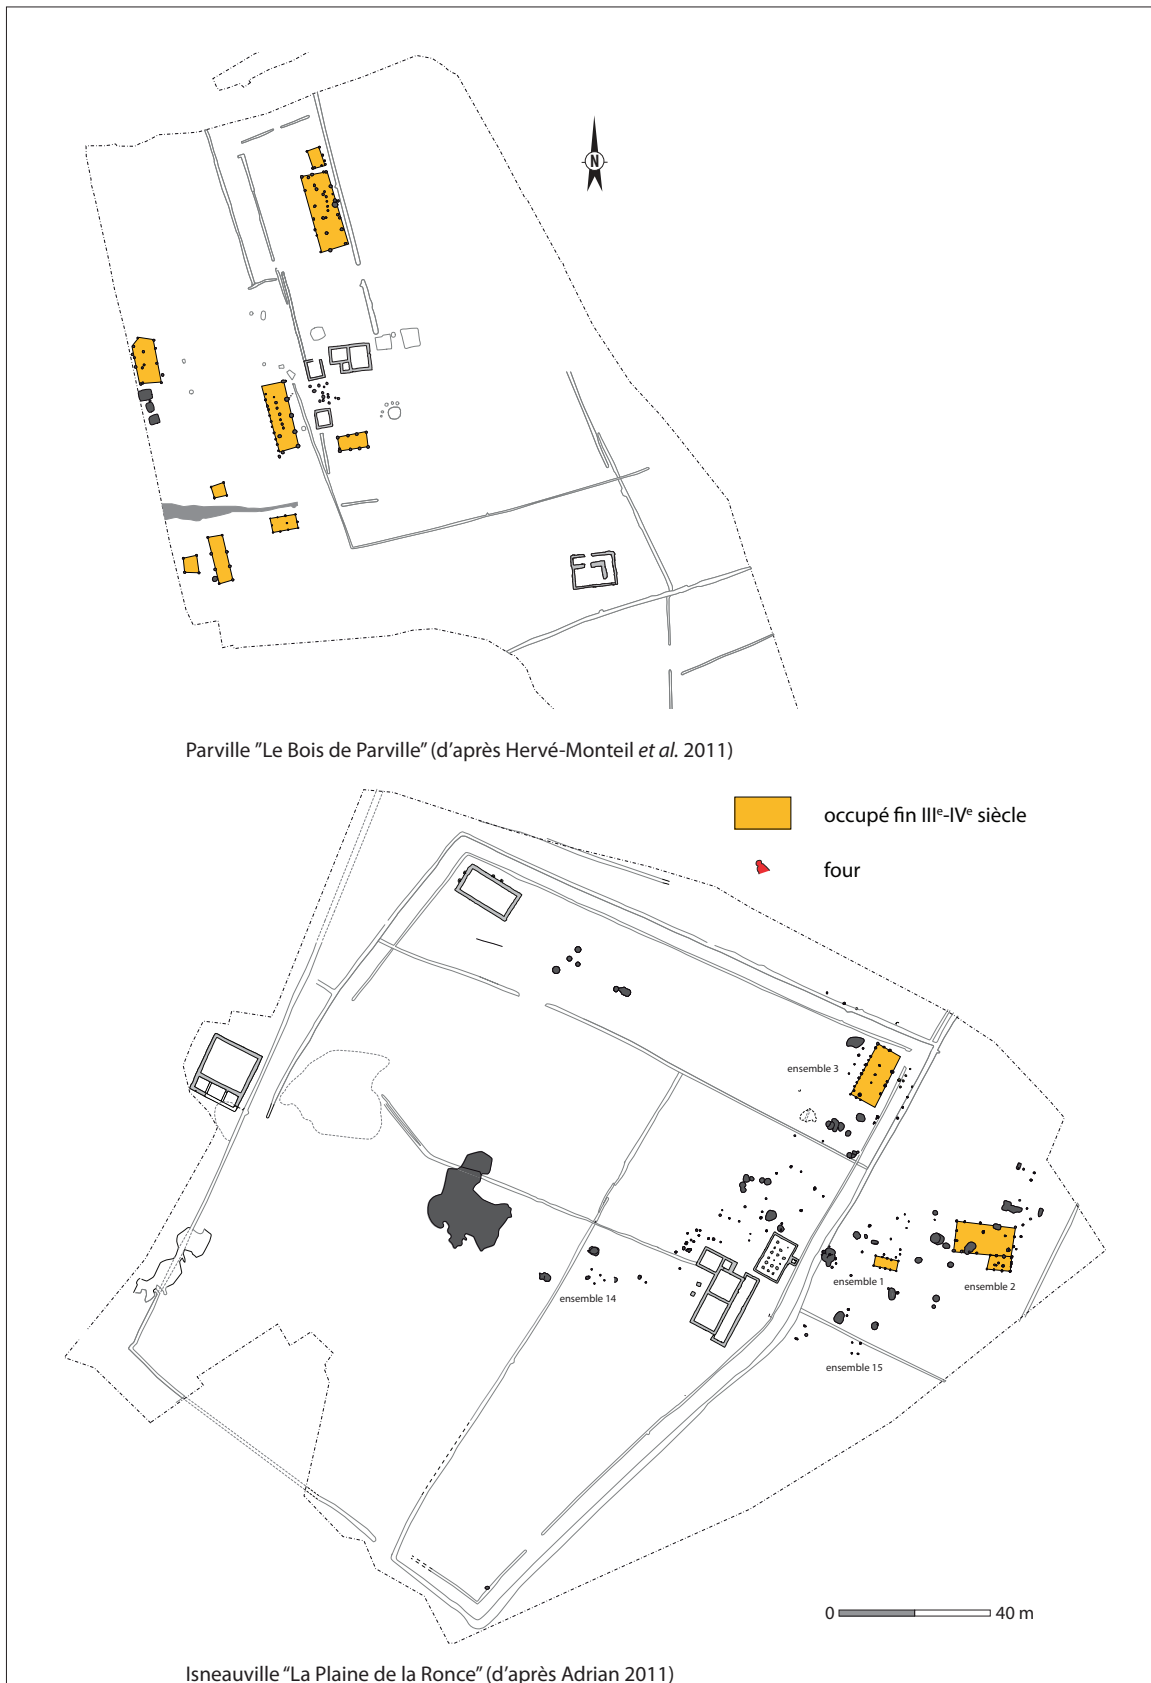 N
Parville "Le Bois de Parville" (d'après Hervé-Monteil et al. 2011)
occupé fin IIIe-IVe siècle
four
ensemble 3
ensemble 1
ensemble 2
ensemble 14
ensemble 15
0 40 m
Isneauville "La Plaine de la Ronce" (d'après Adrian 2011)